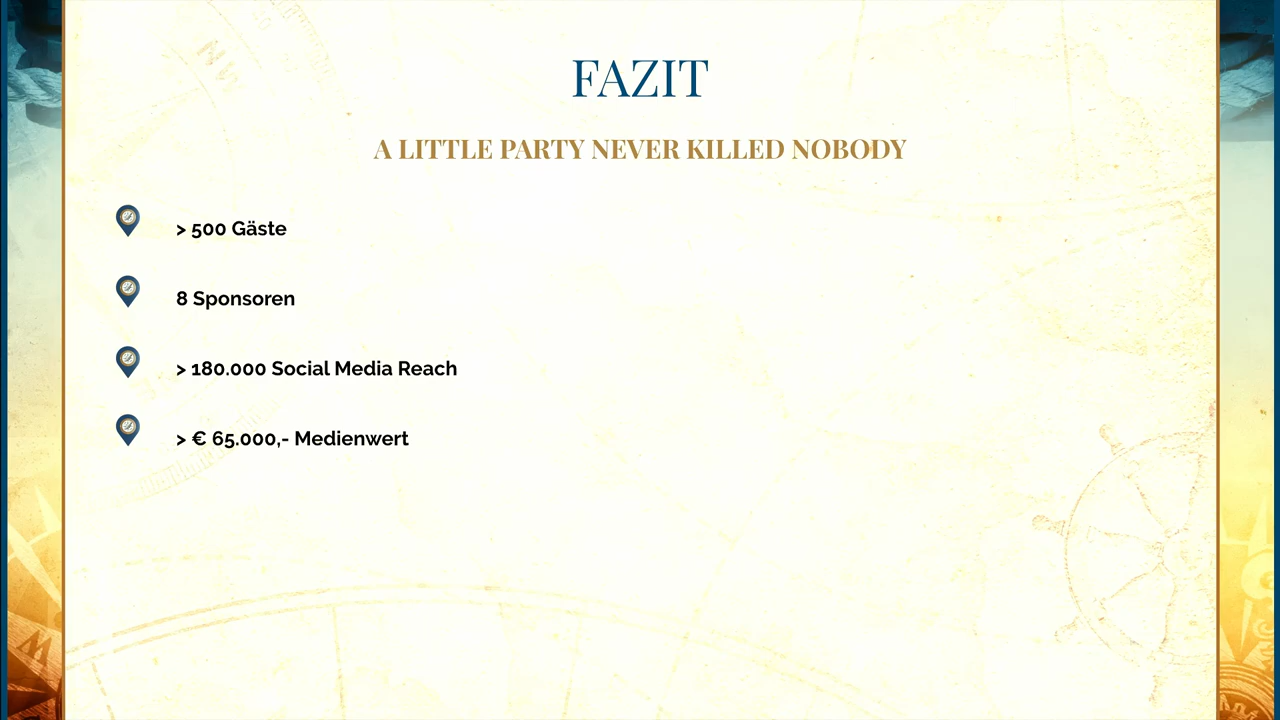 FAZIT
A LITTLE PARTY NEVER KILLED NOBODY
> 500 Gäste
8 Sponsoren
> 180.000 Social Media Reach
> € 65.000,- Medienwert